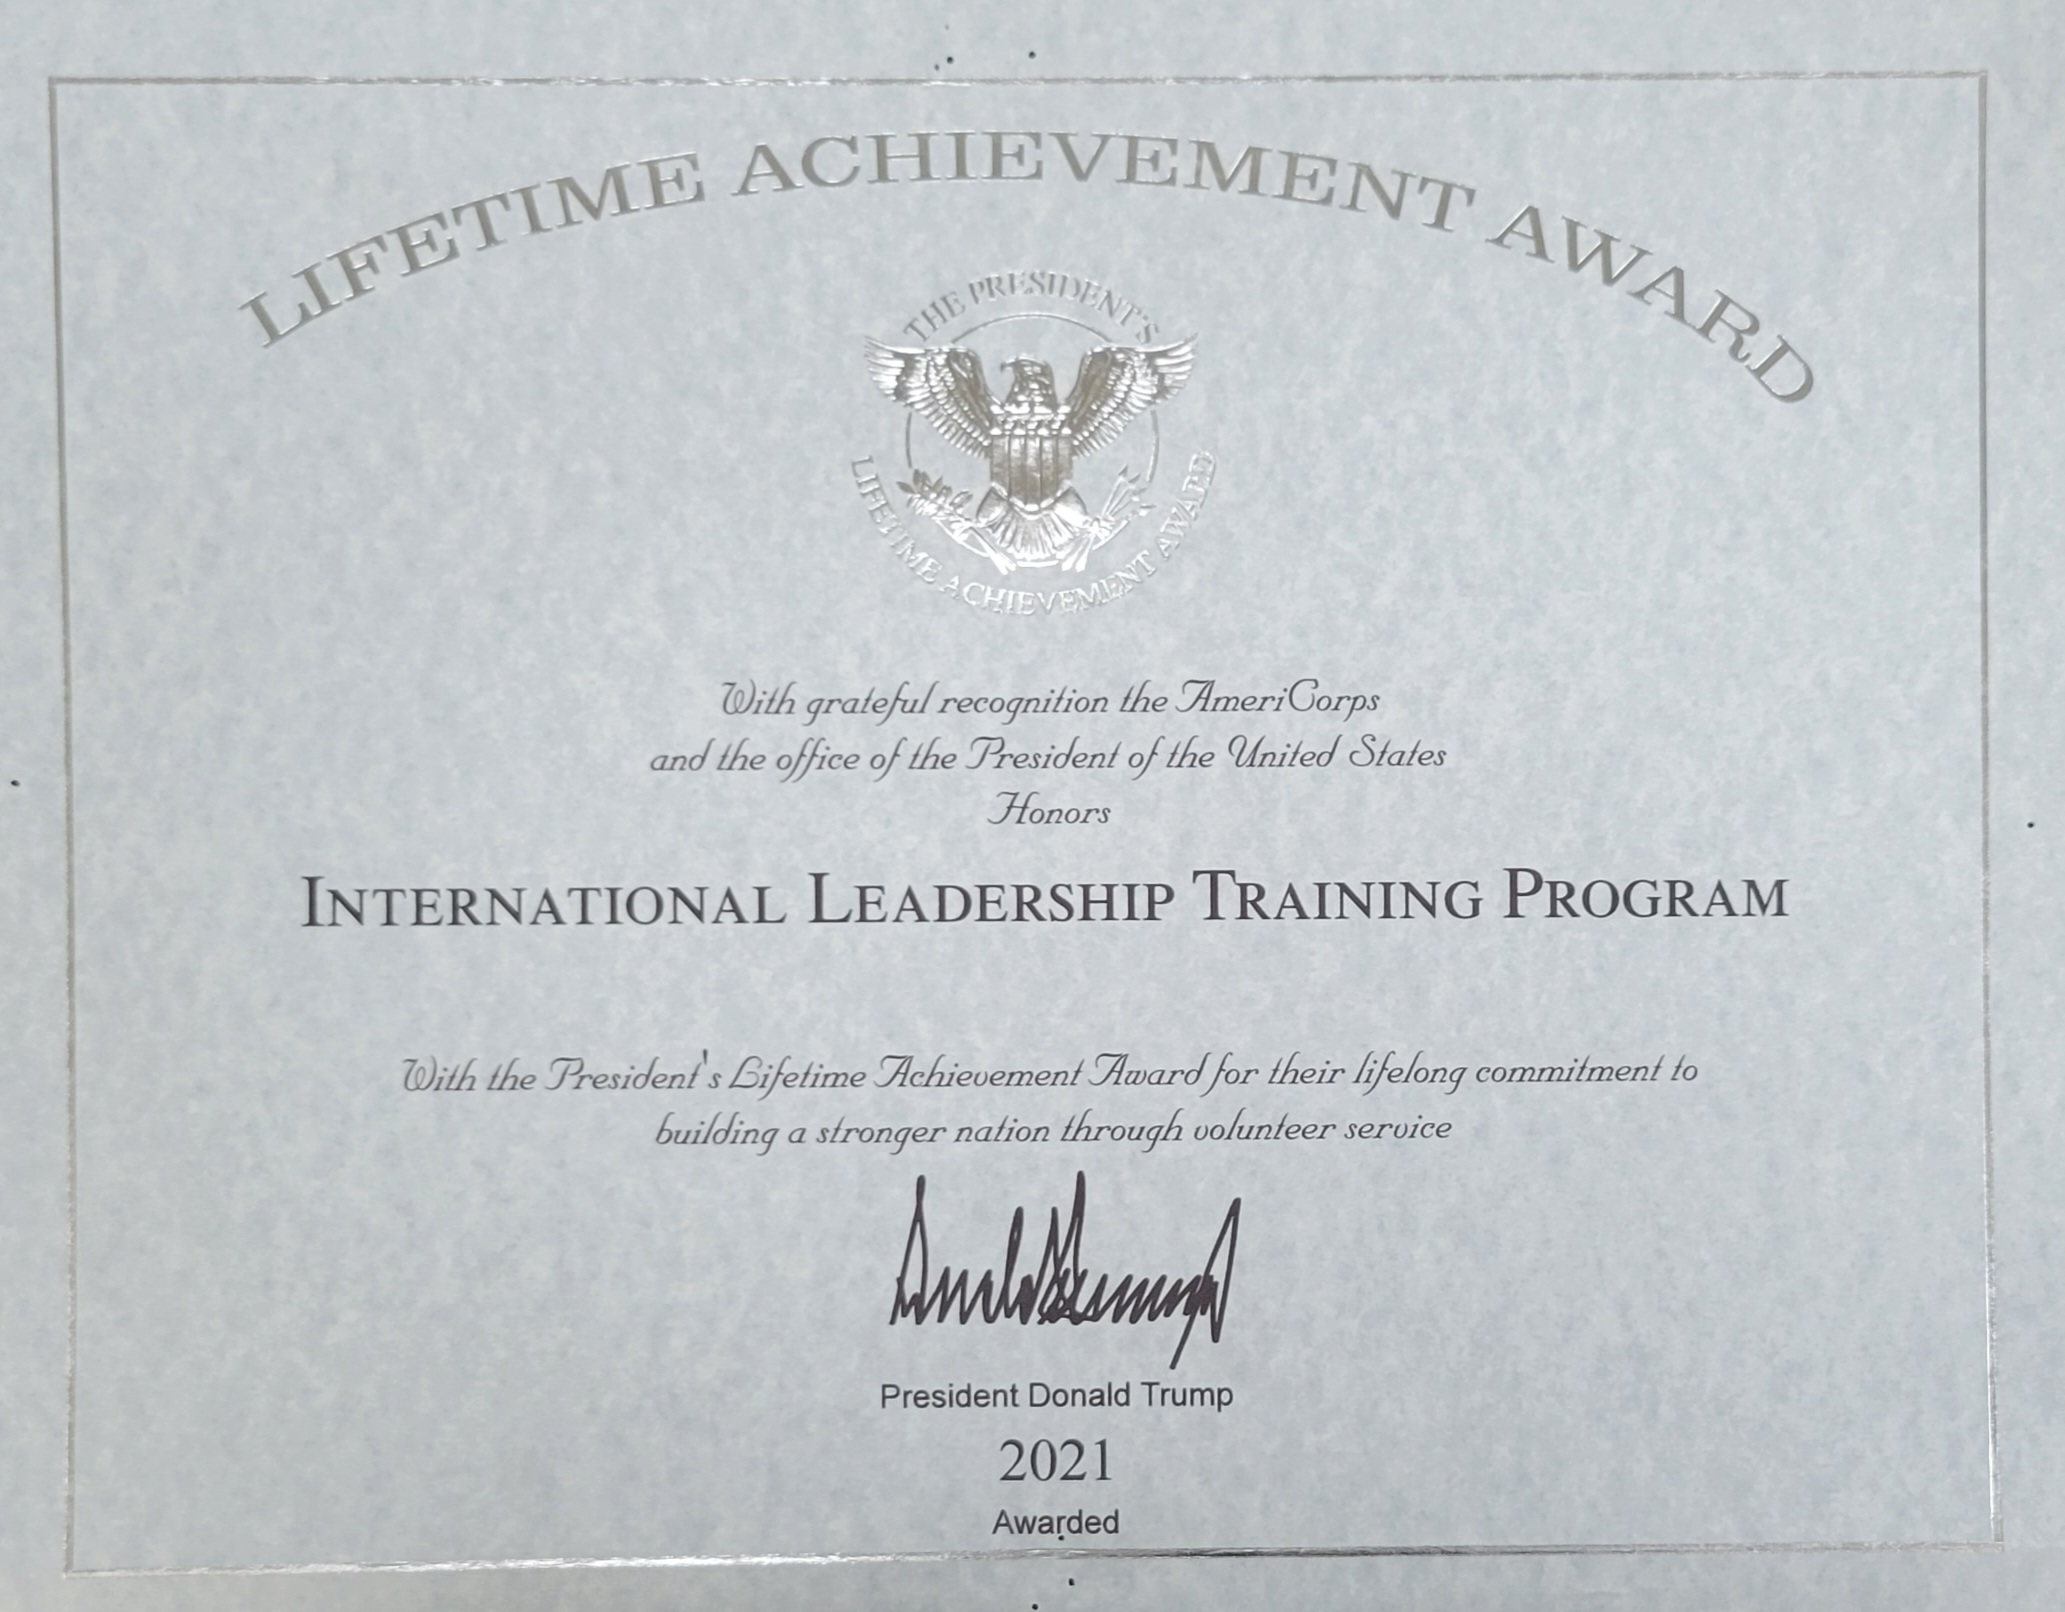 LIFETIME ACHIEVEMENT AWARD
THE PRESIDENT'S
LIFETIME ACHIEVEMENT AWARD
With grateful recognition the AmeriCorps
and the office of the President of the United States
Honors
INTERNATIONAL LEADERSHIP TRAINING PROGRAM
With the President's Lifetime Achievement Award for their lifelong commitment to
building a stronger nation through volunteer service
Donald Trump
President Donald Trump
2021
Awarded